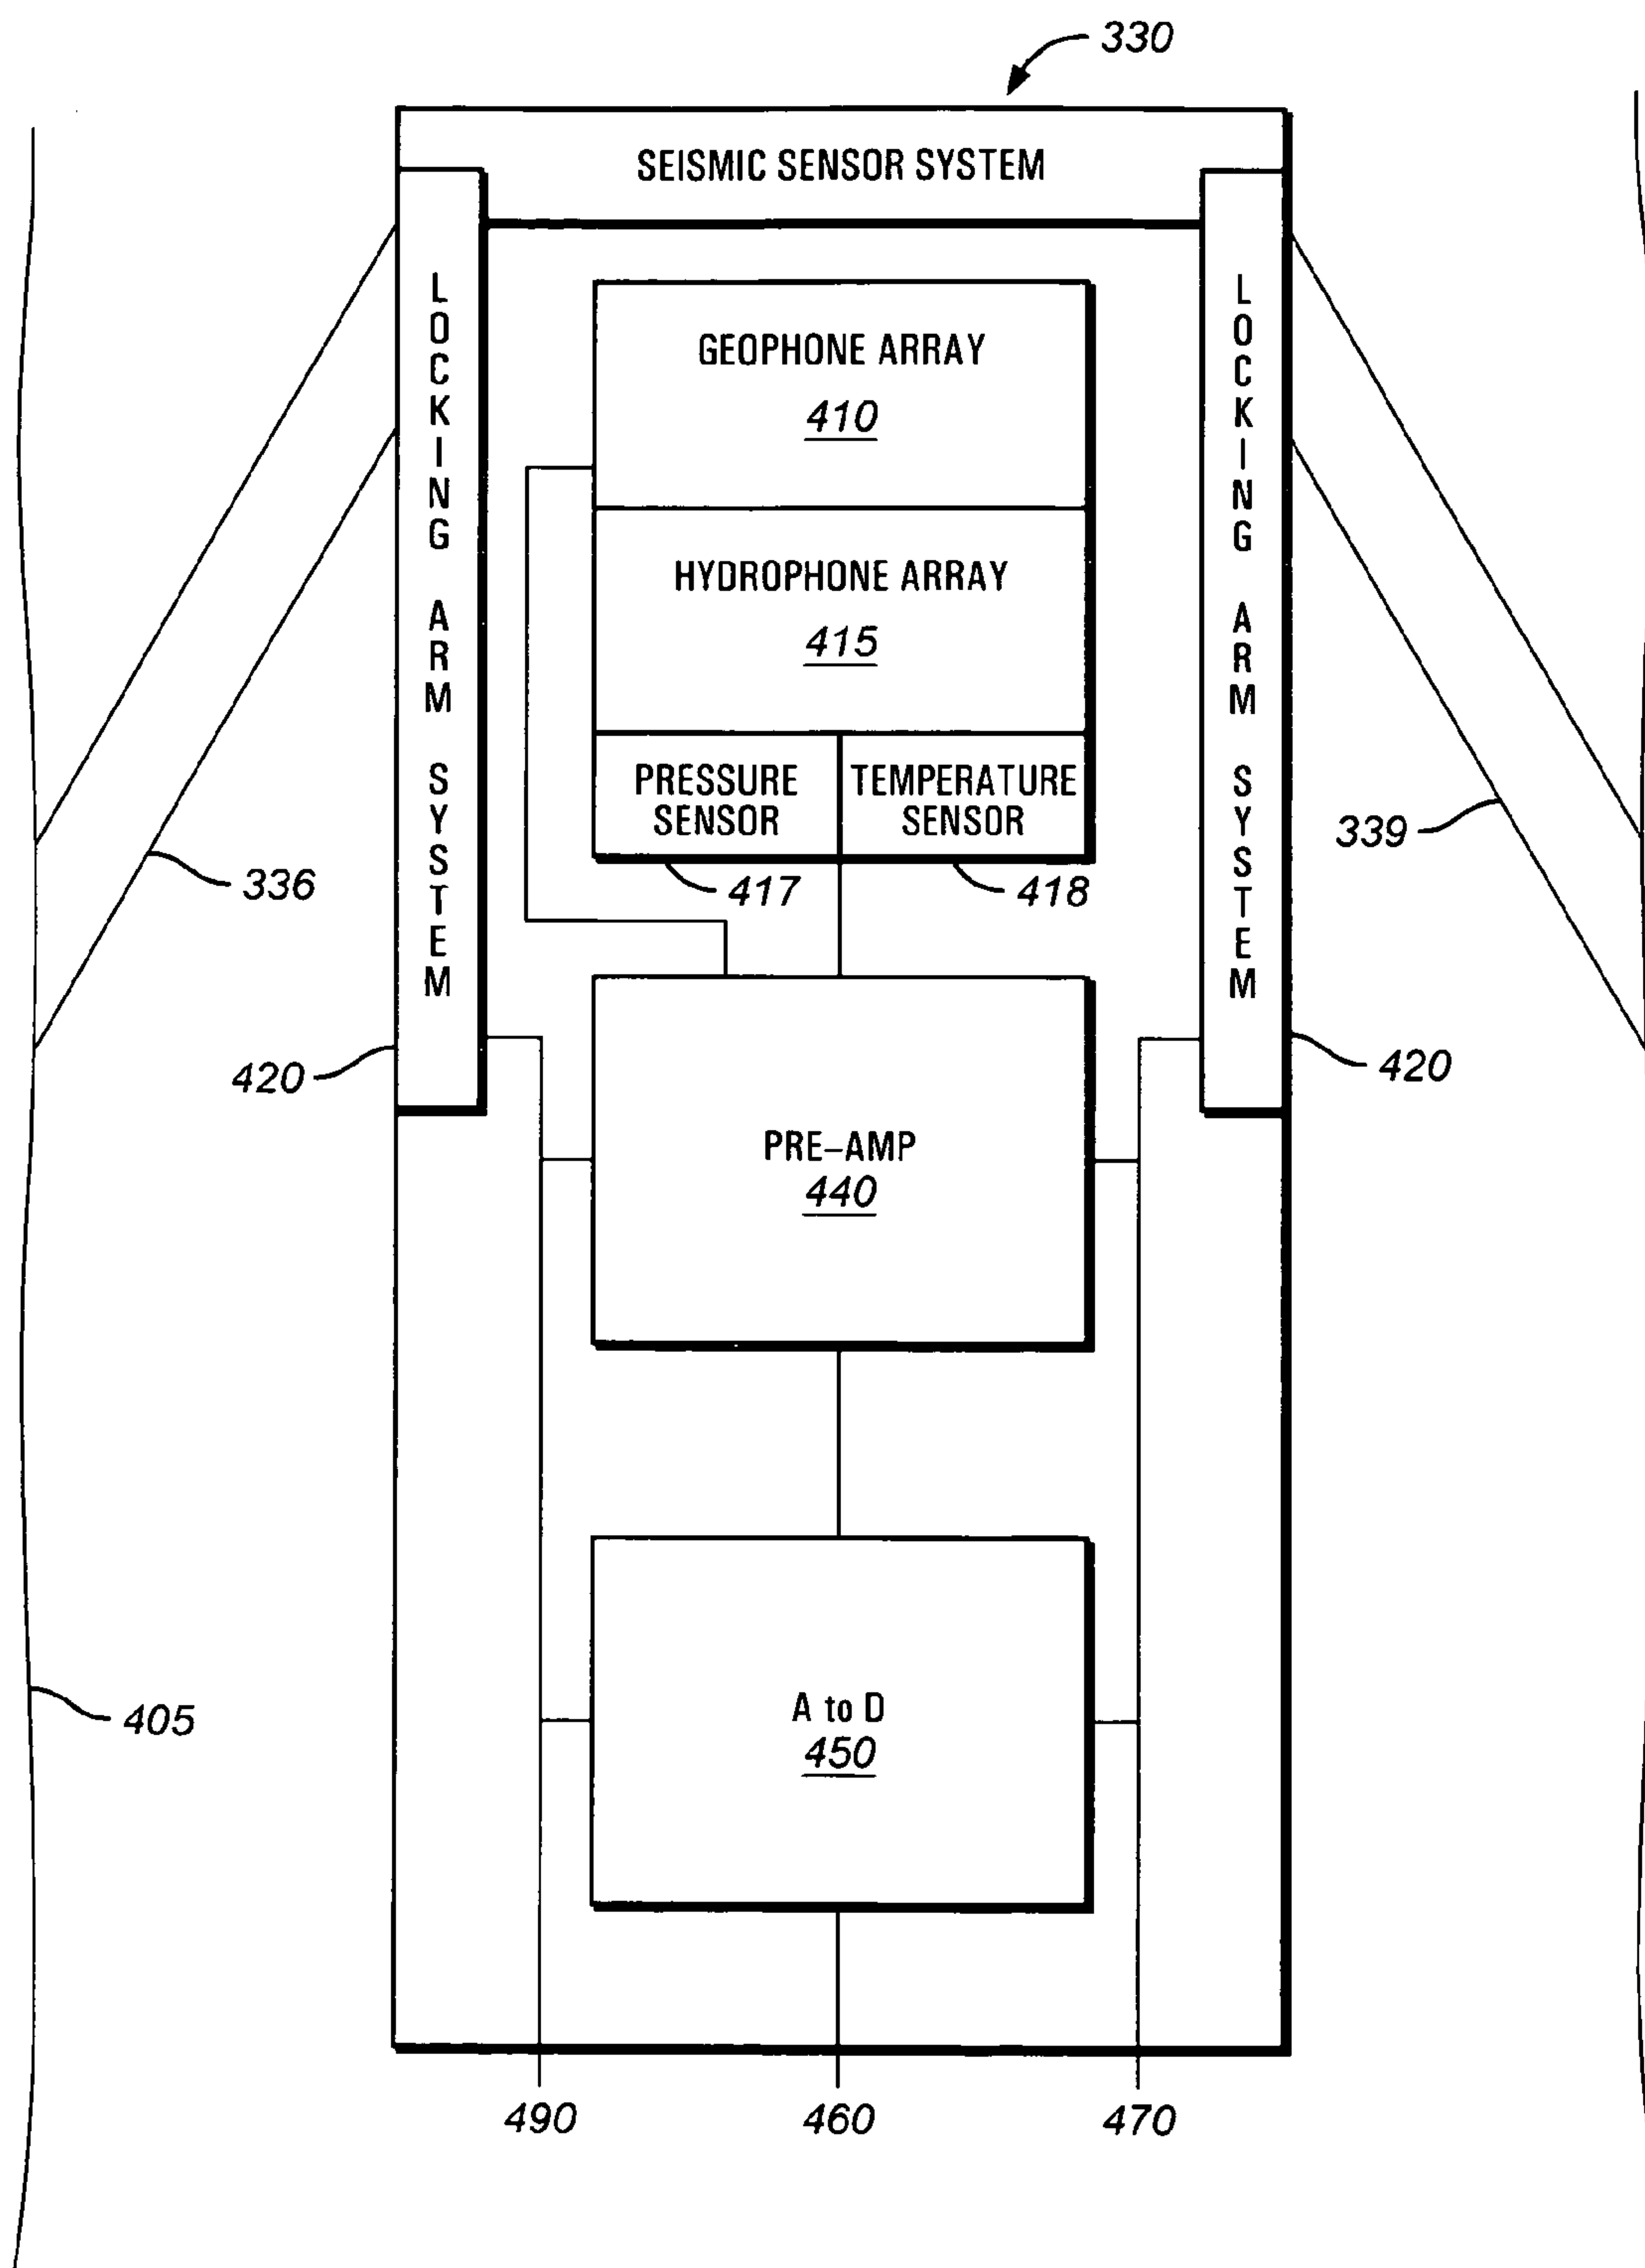 330
SEISMIC SENSOR SYSTEM
LOCKING ARM SYSTEM
LOCKING ARM SYSTEM
GEOPHONE ARRAY
410
HYDROPHONE ARRAY
415
PRESSURE
SENSOR
TEMPERATURE
SENSOR
336
417
418
339
420
420
PRE-AMP
440
A to D
450
405
490
460
470